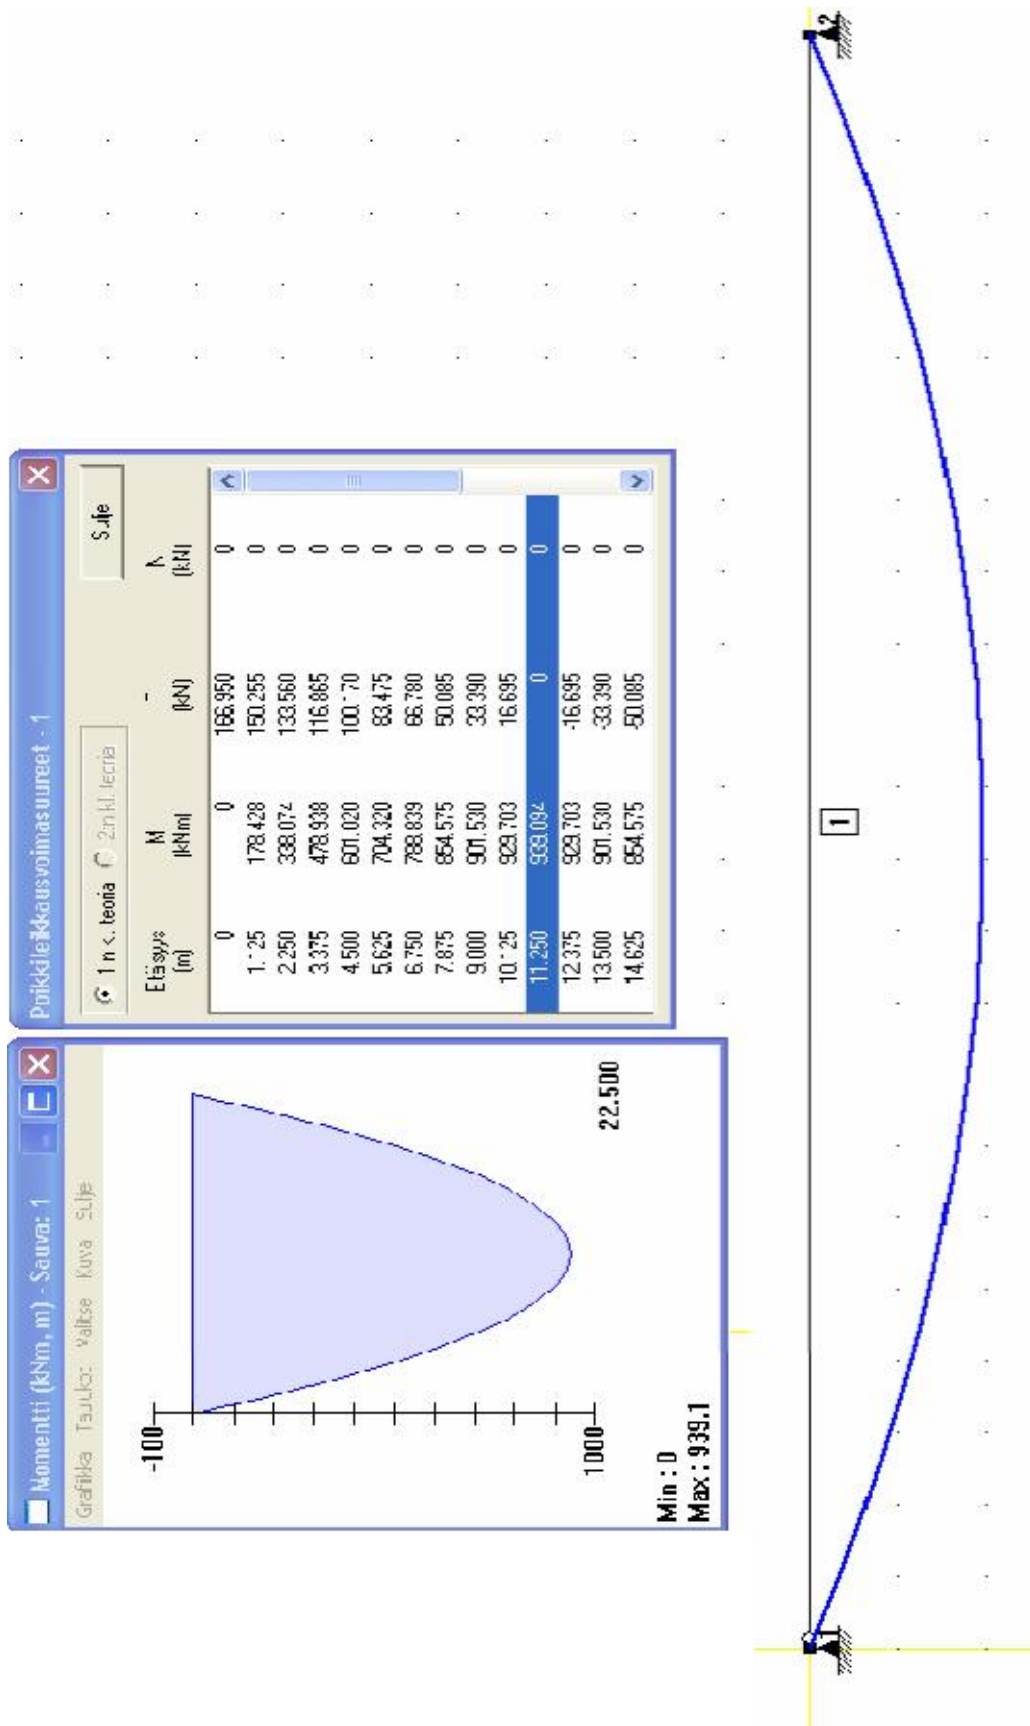 Momentti (kNm, m) - Sauva: 1
Grafiikka Taulukot Valitse Kuva Sulje
-100
1000
22.500
Min : 0
Max : 939.1
Poikkileikkausvoimasuureet - 1
Sulje
Etäisyys M (kNm) (kN) N (kN)
(m)
0 0 166.950 0
1.125 178.428 150.255 0
2.250 338.074 133.560 0
3.375 478.938 116.865 0
4.500 601.020 100.170 0
5.625 704.320 83.475 0
6.750 788.839 66.780 0
7.875 854.575 50.085 0
9.000 901.530 33.390 0
10.125 929.703 16.695 0
11.250 939.094 0 0
12.375 929.703 -16.695 0
13.500 901.530 -33.390 0
14.625 854.575 -50.085 0
1
1
2